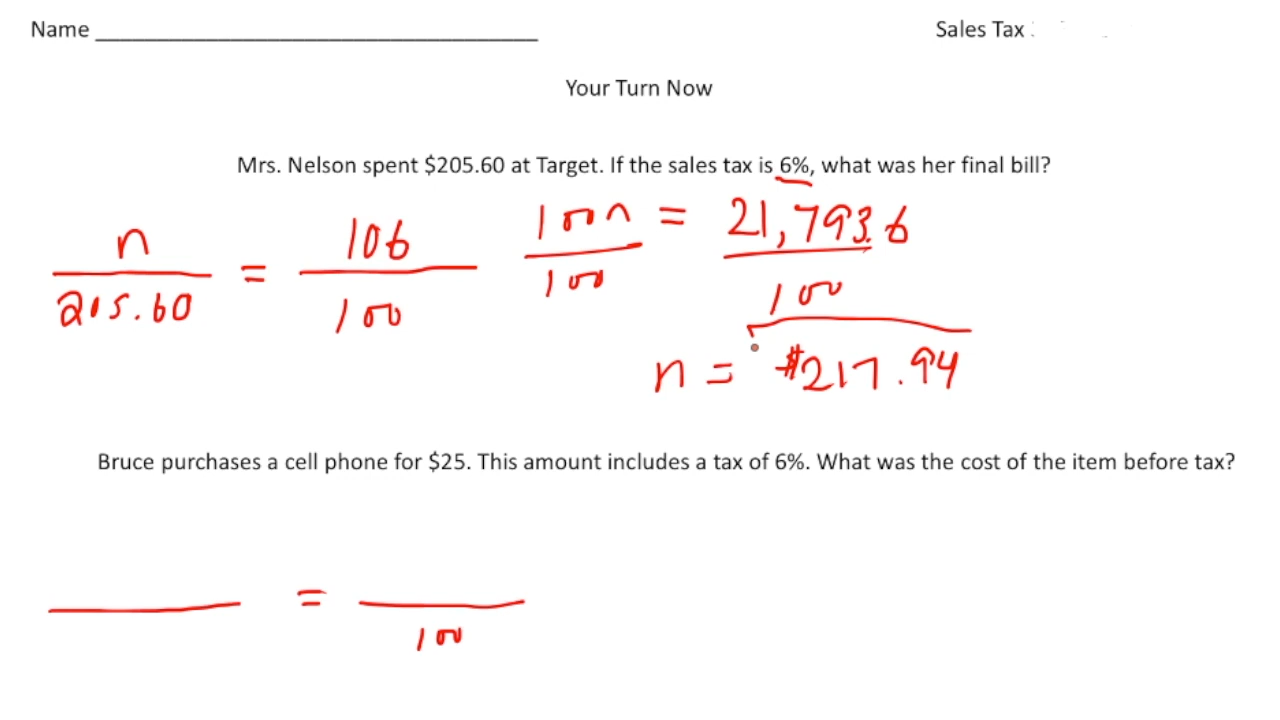 Name ____________________ Sales Tax
Your Turn Now
Mrs. Nelson spent $205.60 at Target. If the sales tax is 6%, what was her final bill?
n/205.60 = 106/100
100n/100 = 21,793.6/100
n = $217.94
Bruce purchases a cell phone for $25. This amount includes a tax of 6%. What was the cost of the item before tax?
=
100